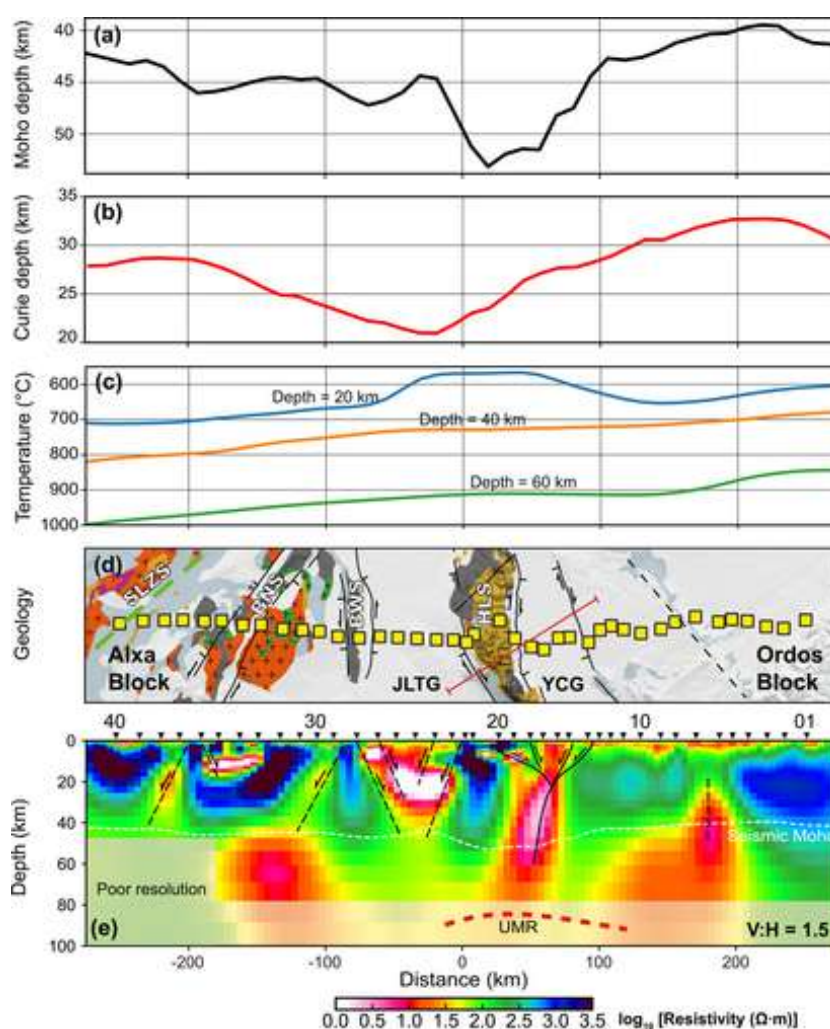 (a)
Moho depth (km)
40
45
50
(b)
Curie depth (km)
35
30
25
20
(c)
Temperature (°C)
600
700
800
900
1000
Depth = 20 km
Depth = 40 km
Depth = 60 km
(d)
Geology
SLZS
BWS
HLS
Alxa
Block
JLTG
YCG
Ordos
Block
40
30
20
10
01
Depth (km)
0
20
40
60
80
100
Seismic Moho
Poor resolution
(e)
UMR
V:H = 1.5
-200
-100
0
100
200
Distance (km)
0.0 0.5 1.0 1.5 2.0 2.5 3.0 3.5
log₁₀ [Resistivity (Ω·m)]